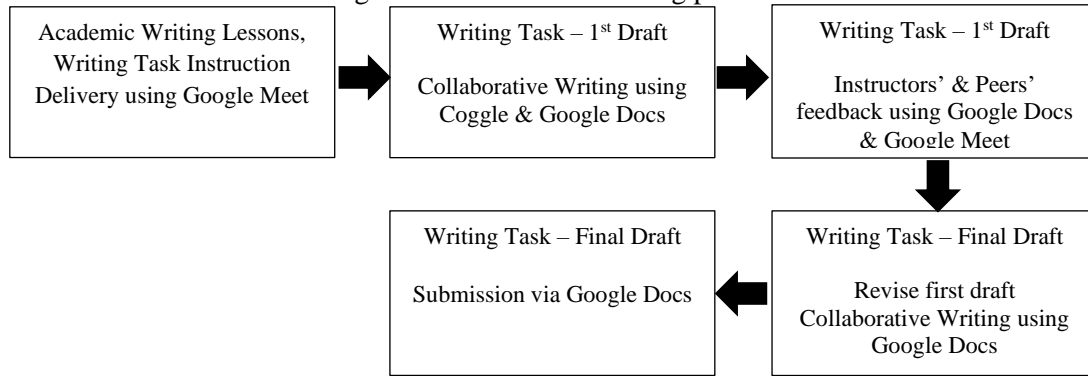 Academic Writing Lessons,
Writing Task Instruction
Delivery using Google Meet
Writing Task – 1st Draft
Collaborative Writing using
Coggle & Google Docs
Writing Task – 1st Draft
Instructors' & Peers'
feedback using Google Docs
& Google Meet
Writing Task – Final Draft
Revise first draft
Collaborative Writing using
Google Docs
Writing Task – Final Draft
Submission via Google Docs